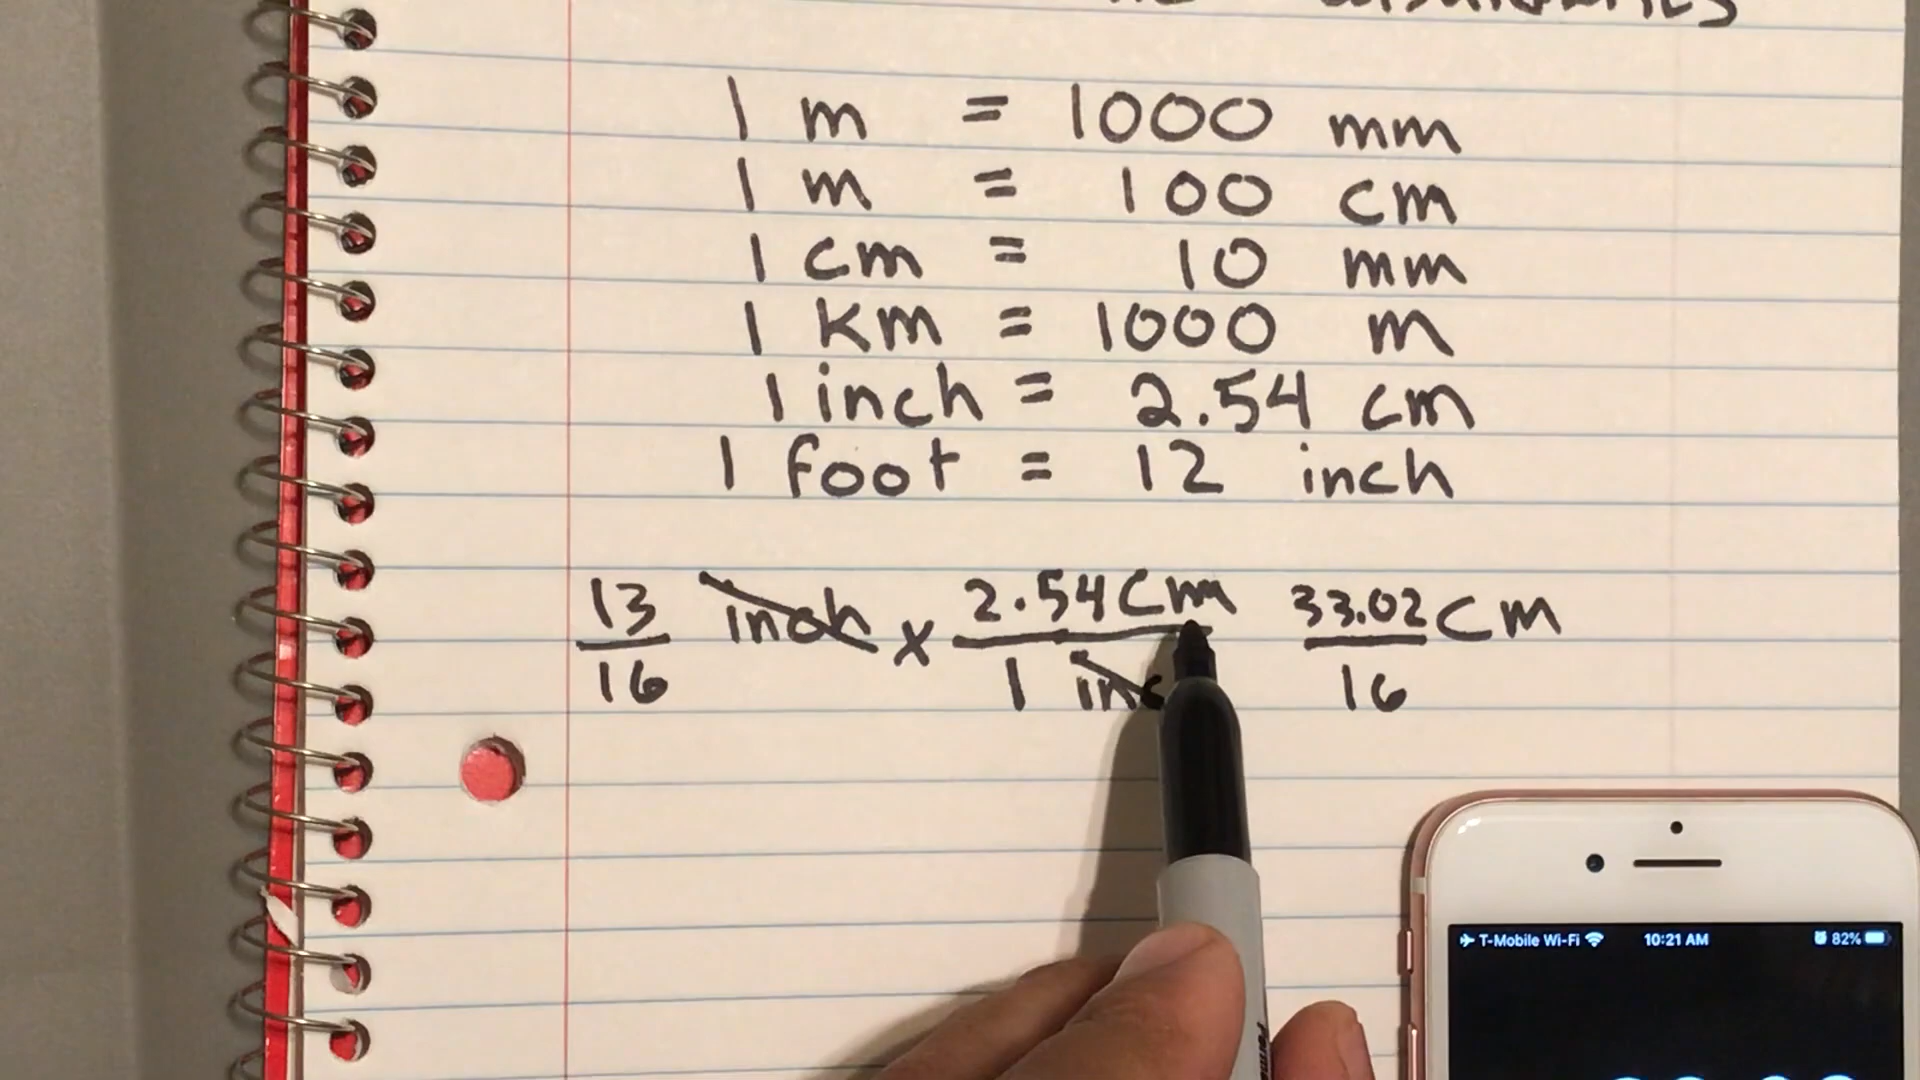 1 m = 1000 mm
1 m = 100 cm
1 cm = 10 mm
1 km = 1000 m
1 inch = 2.54 cm
1 foot = 12 inch
13/16 inch x 2.54 cm/1 inc 33.02/16 cm
T-Mobile Wi-Fi 10:21 AM 82%